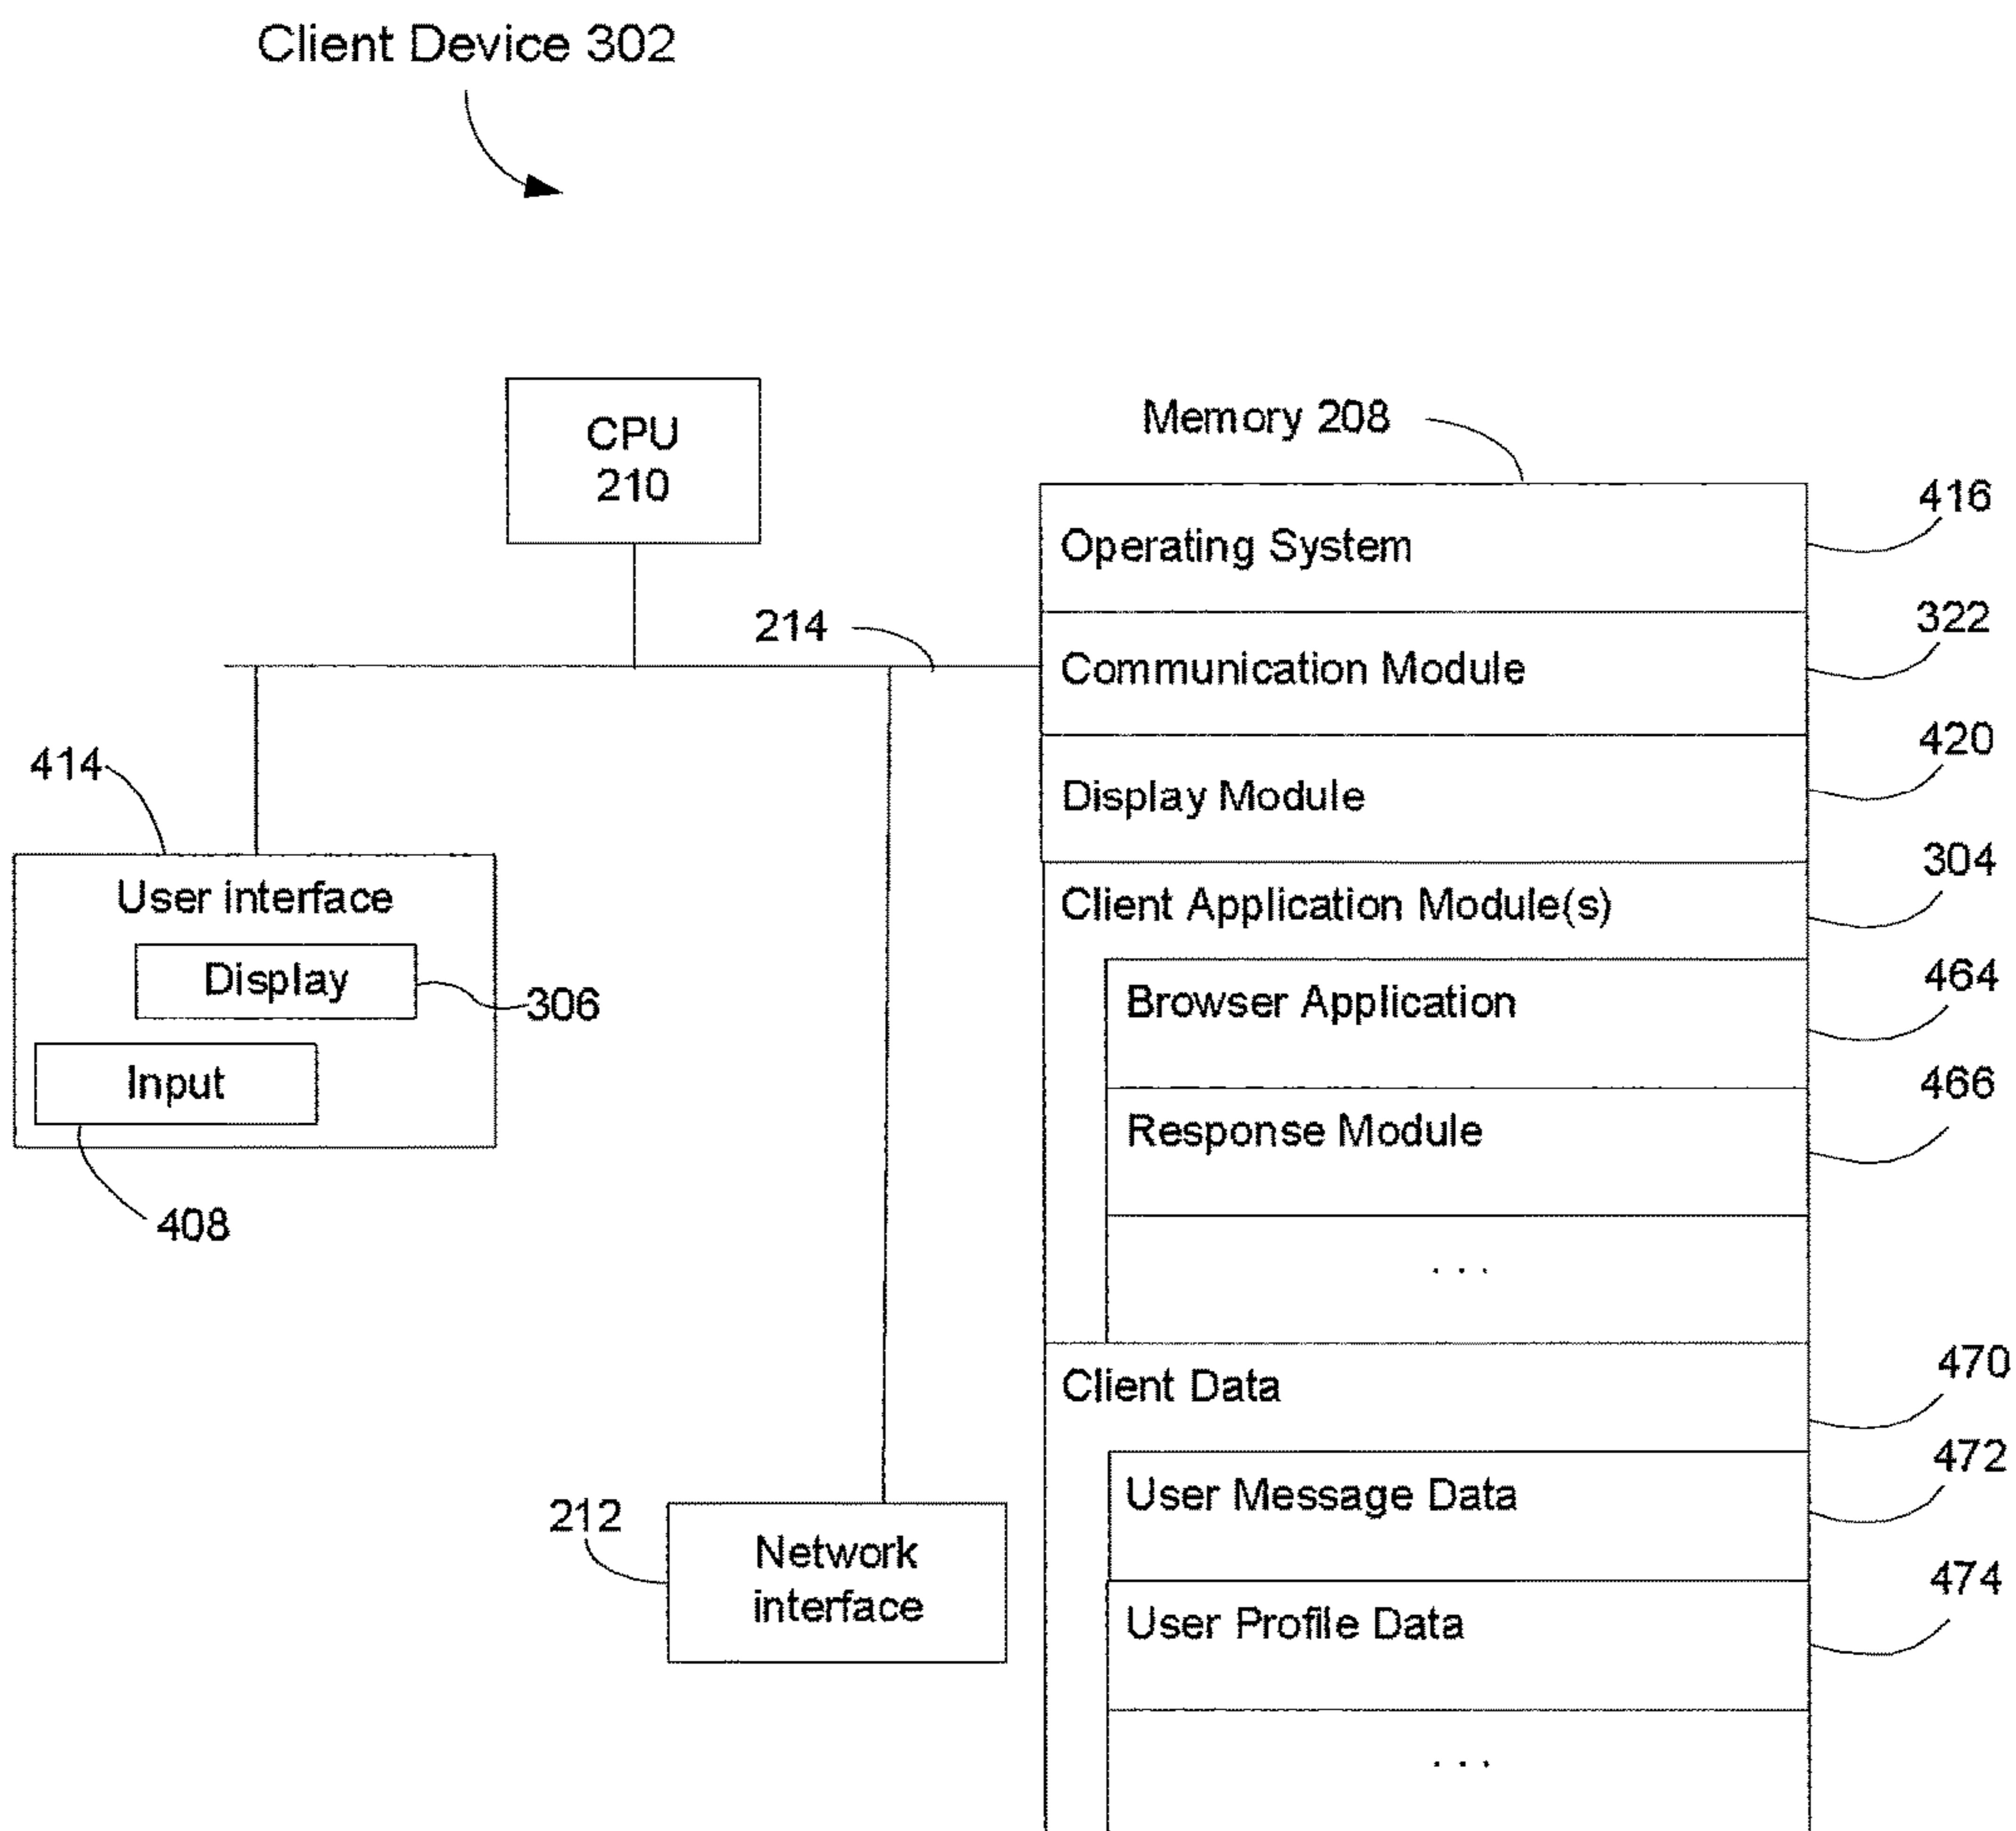 Client Device 302
CPU
210
Memory 208
Operating System
416
Communication Module
322
214
Display Module
420
414
User interface
Display
306
Input
408
Client Application Module(s)
304
Browser Application
464
Response Module
466
. . .
Client Data
470
User Message Data
472
212
Network
interface
User Profile Data
474
. . .